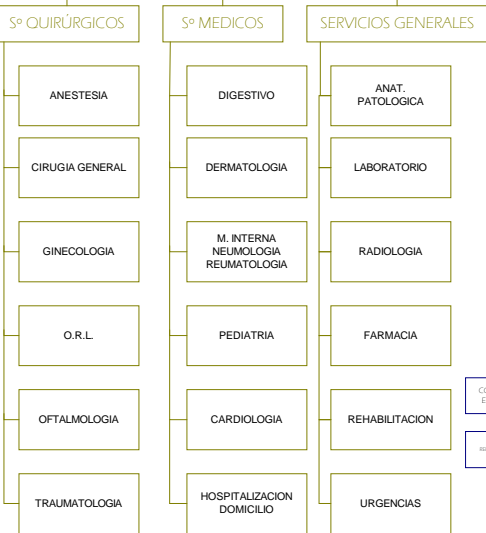 Sº QUIRÚRGICOS
ANESTESIA
CIRUGIA GENERAL
GINECOLOGIA
O.R.L.
OFTALMOLOGIA
TRAUMATOLOGIA
Sº MEDICOS
DIGESTIVO
DERMATOLOGIA
M. INTERNA
NEUMOLOGIA
REUMATOLOGIA
PEDIATRIA
CARDIOLOGIA
HOSPITALIZACION
DOMICILIO
SERVICIOS GENERALES
ANAT.
PATOLOGICA
LABORATORIO
RADIOLOGIA
FARMACIA
REHABILITACION
URGENCIAS